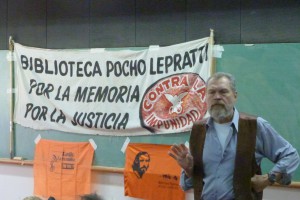 BIBLIOTECA POCHO LEPRATTI
POR LA MEMORIA
POR LA JUSTICIA
CONTRA LA
IMPUNIDAD